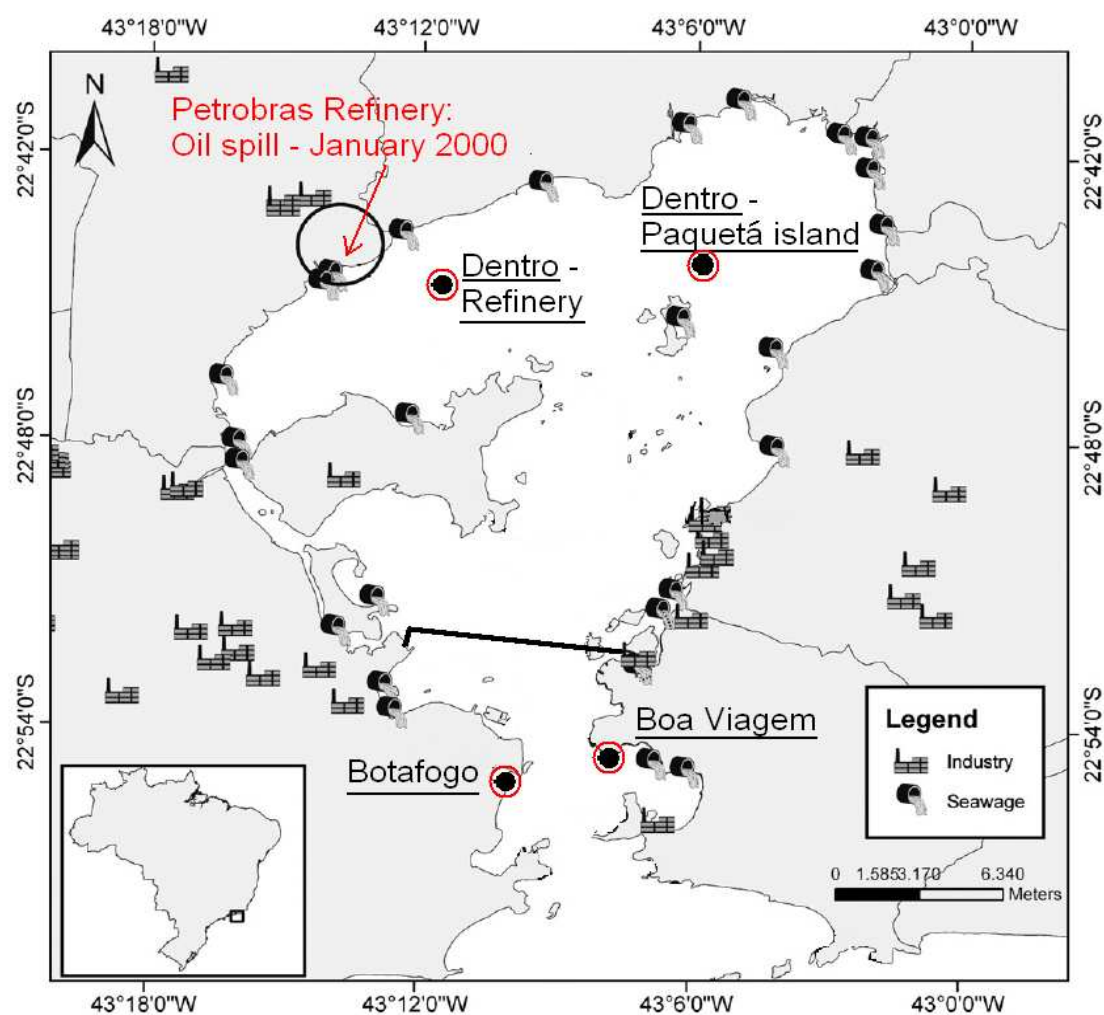 43°18'0"W
43°12'0"W
43°6'0"W
43°0'0"W
N
Petrobras Refinery:
Oil spill - January 2000
22°42'0"S
22°42'0"S
Dentro -
Paquetá island
Dentro -
Refinery
22°48'0"S
22°48'0"S
22°54'0"S
22°54'0"S
Boa Viagem
Botafogo
Legend
Industry
Seawage
0 1.5853.170 6.340
Meters
43°18'0"W
43°12'0"W
43°6'0"W
43°0'0"W